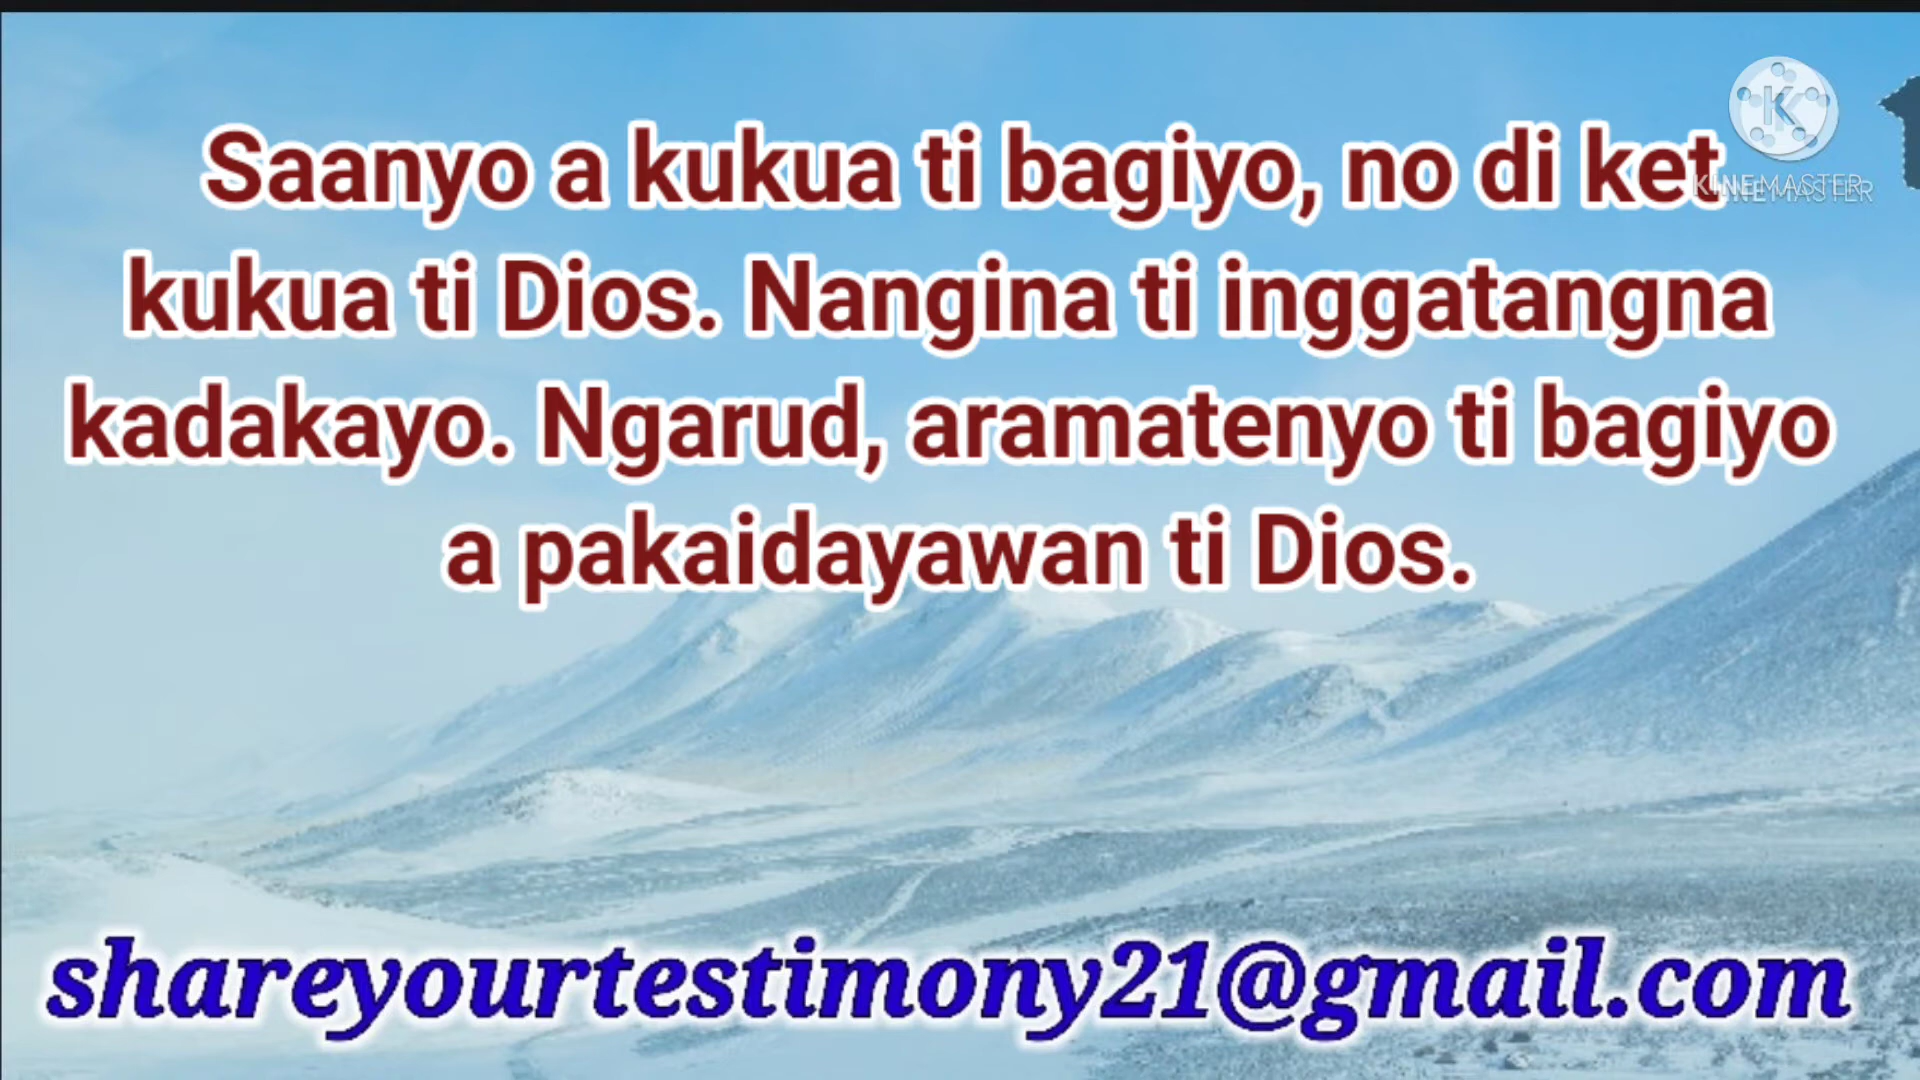 Saanyo a kukua ti bagiyo, no di ket
kukua ti Dios. Nangina ti inggatangna
kadakayo. Ngarud, aramatenyo ti bagiyo
a pakaidayawan ti Dios.
K
KINEMASTER
shareyourtestimony21@gmail.com